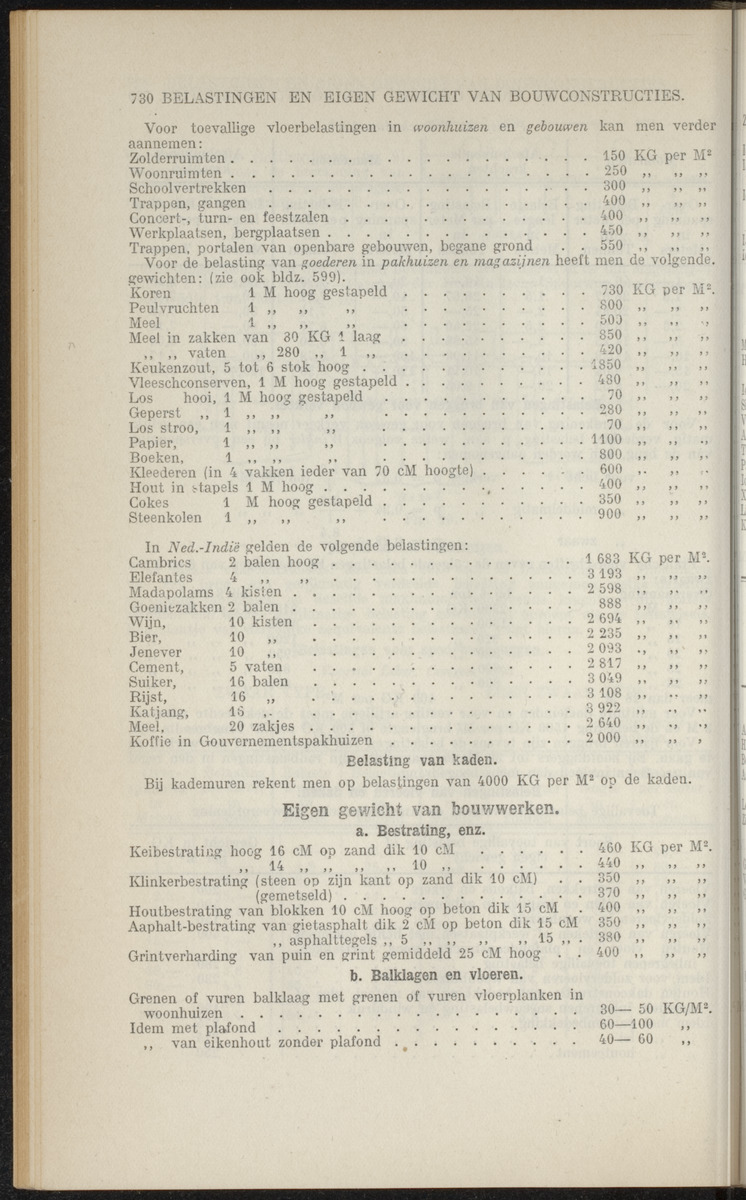 730 BELASTINGEN EN EIGEN GEWICHT VAN BOUWCONSTRUCTIES.
Voor toevallige vloerbelastingen in woonhuizen en gebouwen kan men verder
aannemen:
Zolderruimten . . . . . . . . . . . . . . . . . . 150 KG per M²
Woonruimten . . . . . . . . . . . . . . . . . . 250 ,, ,, ,,
Schoolvertrekken . . . . . . . . . . . . . . . . 300 ,, ,, ,,
Trappen, gangen . . . . . . . . . . . . . . . . 400 ,, ,, ,,
Concert-, turn- en feestzalen . . . . . . . . . . . . 400 ,, ,, ,,
Werkplaatsen, bergplaatsen . . . . . . . . . . . . . 450 ,, ,, ,,
Trappen, portalen van openbare gebouwen, begane grond . . 550 ,, ,, ,,
Voor de belasting van goederen in pakhuizen en magazijnen heeft men de volgende.
gewichten: (zie ook bldz. 599).
Koren 1 M hoog gestapeld . . . . . . . . . . 730 KG per M².
Peulvruchten 1 ,, ,, ,, . . . . . . . . . . 800 ,, ,, ,,
Meel 1 ,, ,, ,, . . . . . . . . . . 500 ,, ,, ,,
Meel in zakken van 30 KG 1 laag . . . . . . . . . . 850 ,, ,, ,,
,, ,, vaten ,, 280 ,, 1 ,, . . . . . . . . . . 420 ,, ,, ,,
Keukenzout, 5 tot 6 stok hoog . . . . . . . . . . . . 1850 ,, ,, ,,
Vleeschconserven, 1 M hoog gestapeld . . . . . . . . . 480 ,, ,, ,,
Los hooi, 1 M hoog gestapeld . . . . . . . . . . 70 ,, ,, ,,
Geperst ,, 1 ,, ,, ,, . . . . . . . . . . 280 ,, ,, ,,
Los stroo, 1 ,, ,, ,, . . . . . . . . . . 70 ,, ,, ,,
Papier, 1 ,, ,, ,, . . . . . . . . . . 1100 ,, ,, ,,
Boeken, 1 ,, ,, ,, . . . . . . . . . . 800 ,, ,, ,,
Kleederen (in 4 vakken ieder van 70 cM hoogte) . . . . . . 600 ,, ,, ,,
Hout in stapels 1 M hoog . . . . . . . . . . . . . 400 ,, ,, ,,
Cokes 1 M hoog gestapeld . . . . . . . . . . 350 ,, ,, ,,
Steenkolen 1 ,, ,, ,, . . . . . . . . . . 900 ,, ,, ,,
In Ned.-Indië gelden de volgende belastingen:
Cambrics 2 balen hoog . . . . . . . . . . . . . 1 683 KG per M².
Elefantes 4 ,, ,, . . . . . . . . . . . . . 3 193 ,, ,, ,,
Madapolams 4 kisten . . . . . . . . . . . . . . 2 598 ,, ,, ,,
Goeniezakken 2 balen . . . . . . . . . . . . . . 888 ,, ,, ,,
Wijn, 10 kisten . . . . . . . . . . . . . 2 694 ,, ,, ,,
Bier, 10 ,, . . . . . . . . . . . . . 2 235 ,, ,, ,,
Jenever 10 ,, . . . . . . . . . . . . . 2 093 ,, ,, ,,
Cement, 5 vaten . . . . . . . . . . . . . 2 817 ,, ,, ,,
Suiker, 16 balen . . . . . . . . . . . . . 3 049 ,, ,, ,,
Rijst, 16 ,, . . . . . . . . . . . . . 3 108 ,, ,, ,,
Katjang, 16 ,, . . . . . . . . . . . . . 3 922 ,, ,, ,,
Meel, 20 zakjes . . . . . . . . . . . . . . 2 640 ,, ,, ,,
Koffie in Gouvernementspakhuizen . . . . . . . . . . 2 000 ,, ,, ,
Belasting van kaden.
Bij kademuren rekent men op belastingen van 4000 KG per M² op de kaden.
Eigen gewicht van bouwwerken.
a. Bestrating, enz.
Keibestrating hoog 16 cM op zand dik 10 cM . . . . . . 460 KG per M².
,, 14 ,, ,, ,, ,, 10 ,, . . . . . . 440 ,, ,, ,,
Klinkerbestrating (steen op zijn kant op zand dik 10 cM) . . 350 ,, ,, ,,
(gemetseld) . . . . . . . . . . . . 370 ,, ,, ,,
Houtbestrating van blokken 10 cM hoog op beton dik 15 cM . 400 ,, ,, ,,
Aaphalt-bestrating van gietasphalt dik 2 cM op beton dik 15 cM 350 ,, ,, ,,
,, asphalttegels ,, 5 ,, ,, ,, ,, 15 ,, . 380 ,, ,, ,,
Grintverharding van puin en grint gemiddeld 25 cM hoog . . 400 ,, ,, ,,
b. Balklagen en vloeren.
Grenen of vuren balklaag met grenen of vuren vloerplanken in
woonhuizen . . . . . . . . . . . . . . . . . 30— 50 KG/M².
Idem met plafond . . . . . . . . . . . . . . . 60—100 ,,
,, van eikenhout zonder plafond . . . . . . . . . . 40— 60 ,,